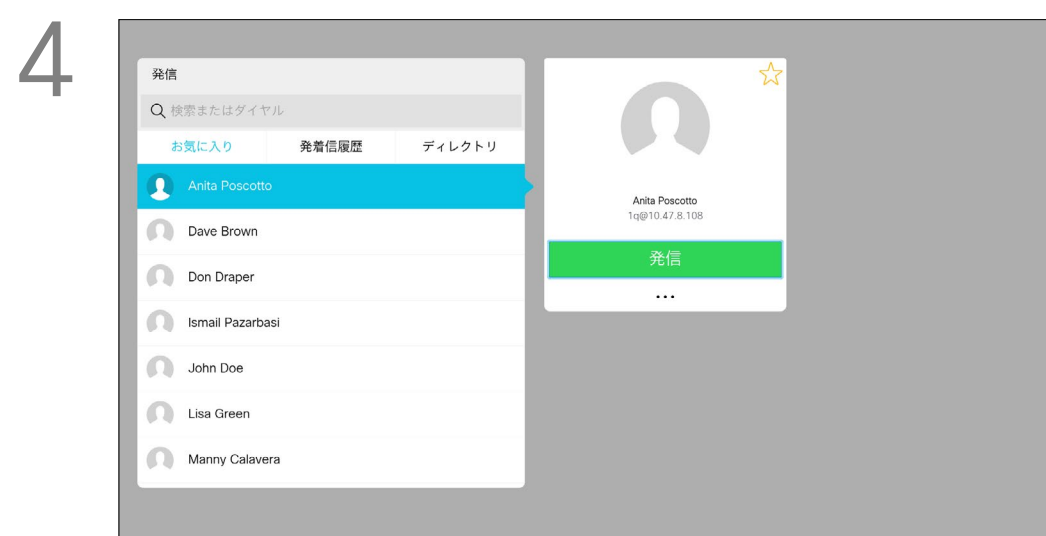 4
発信
検索またはダイヤル
お気に入り 発着信履歴 ディレクトリ
Anita Poscotto
Dave Brown
Don Draper
Ismail Pazarbasi
John Doe
Lisa Green
Manny Calavera
Anita Poscotto
1q@10.47.8.108
発信
...